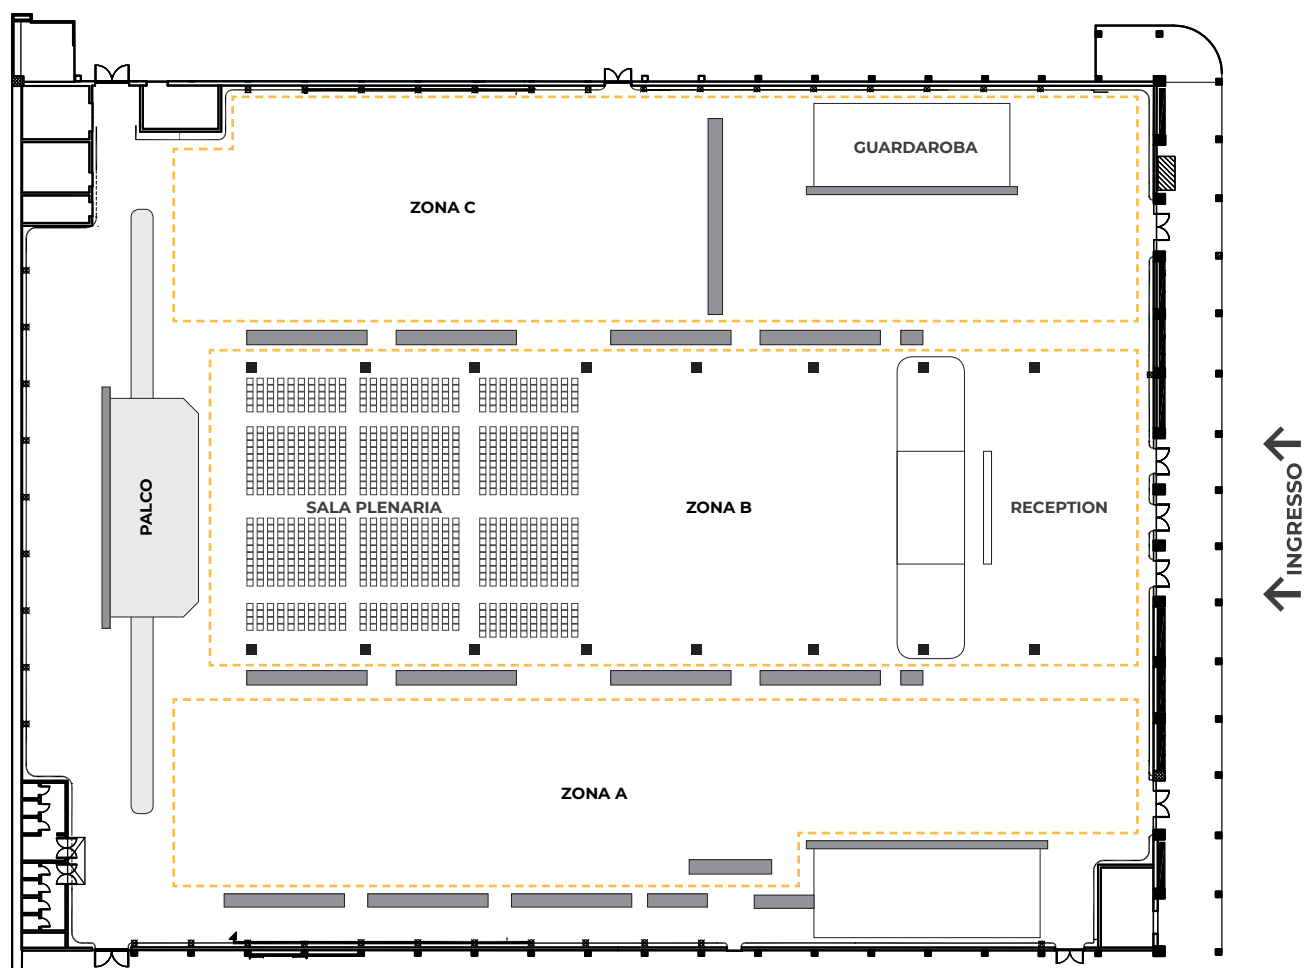 GUARDAROBA
ZONA C
PALCO
SALA PLENARIA
ZONA B
RECEPTION
INGRESSO
ZONA A